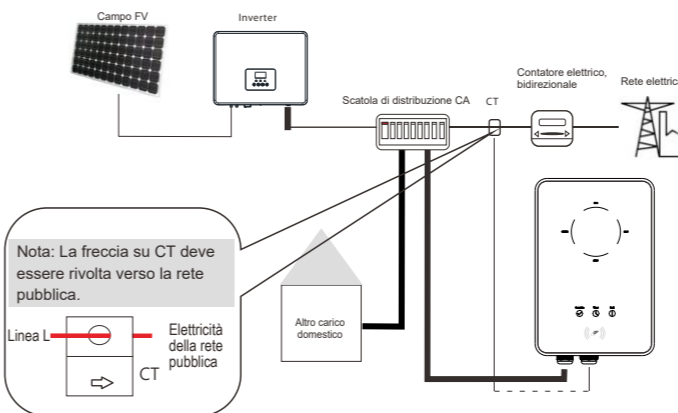 Campo FV
Inverter
Scatola di distribuzione CA
CT
Contatore elettrico,
bidirezionale
Rete elettric
Nota: La freccia su CT deve
essere rivolta verso la rete
pubblica.
Linea L
Elettricità
della rete
pubblica
CT
Altro carico
domestico